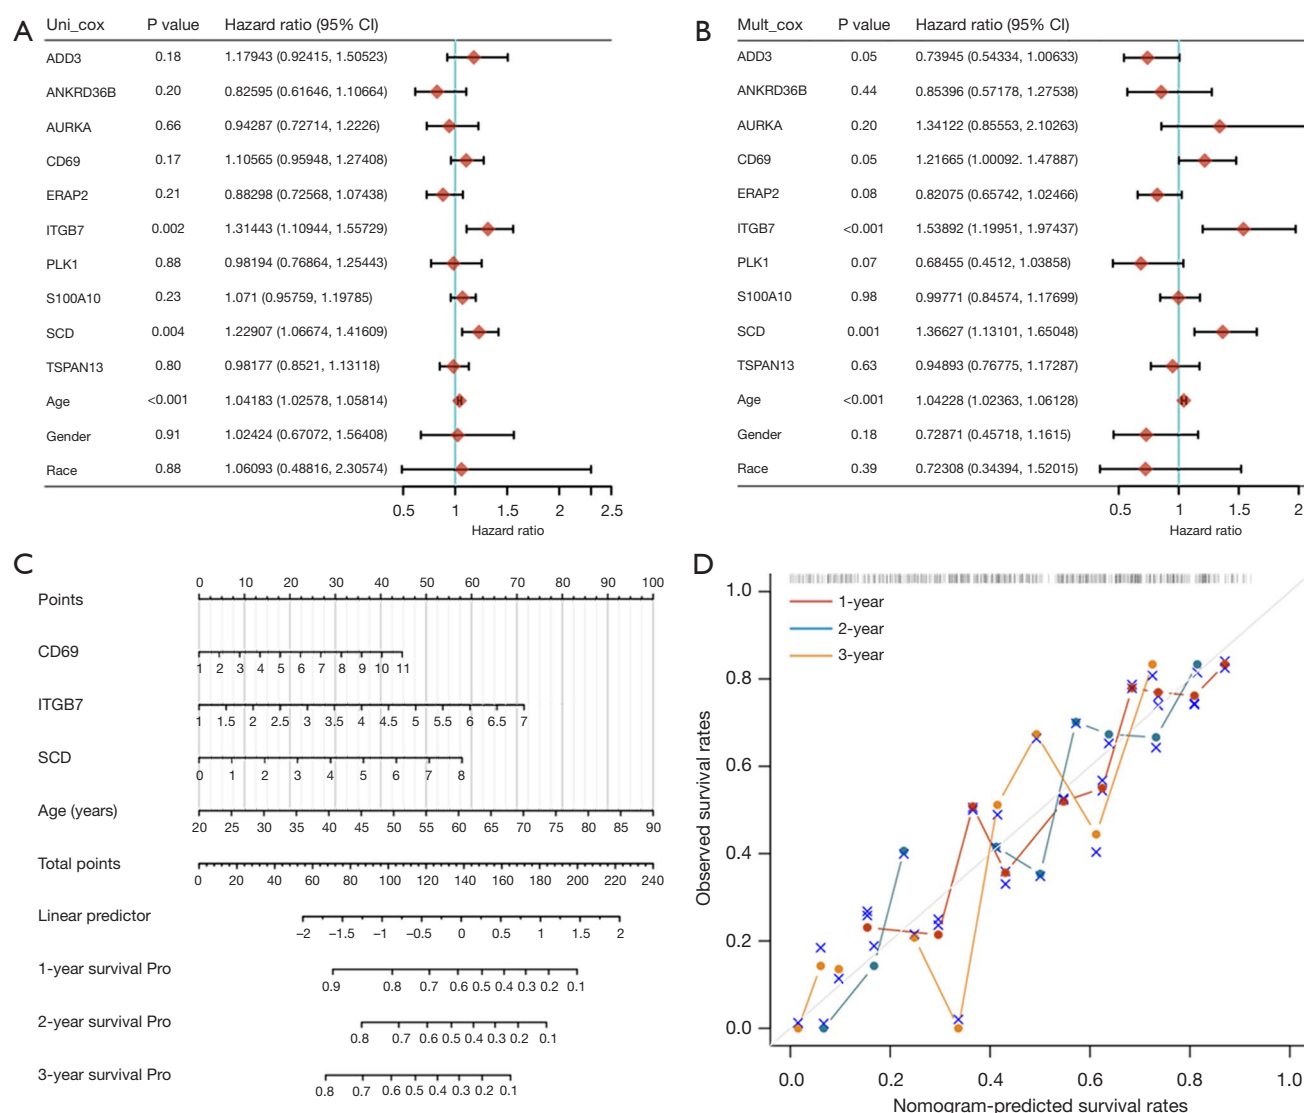 A
Uni_cox P value Hazard ratio (95% CI)
ADD3 0.18 1.17943 (0.92415, 1.50523)
ANKRD36B 0.20 0.82595 (0.61646, 1.10664)
AURKA 0.66 0.94287 (0.72714, 1.2226)
CD69 0.17 1.10565 (0.95948, 1.27408)
ERAP2 0.21 0.88298 (0.72568, 1.07438)
ITGB7 0.002 1.31443 (1.10944, 1.55729)
PLK1 0.88 0.98194 (0.76864, 1.25443)
S100A10 0.23 1.071 (0.95759, 1.19785)
SCD 0.004 1.22907 (1.06674, 1.41609)
TSPAN13 0.80 0.98177 (0.8521, 1.13118)
Age <0.001 1.04183 (1.02578, 1.05814)
Gender 0.91 1.02424 (0.67072, 1.56408)
Race 0.88 1.06093 (0.48816, 2.30574)
0.5 1 1.5 2 2.5
Hazard ratio
B
Mult_cox P value Hazard ratio (95% CI)
ADD3 0.05 0.73945 (0.54334, 1.00633)
ANKRD36B 0.44 0.85396 (0.57178, 1.27538)
AURKA 0.20 1.34122 (0.85553, 2.10263)
CD69 0.05 1.21665 (1.00092. 1.47887)
ERAP2 0.08 0.82075 (0.65742, 1.02466)
ITGB7 <0.001 1.53892 (1.19951, 1.97437)
PLK1 0.07 0.68455 (0.4512, 1.03858)
S100A10 0.98 0.99771 (0.84574, 1.17699)
SCD 0.001 1.36627 (1.13101, 1.65048)
TSPAN13 0.63 0.94893 (0.76775, 1.17287)
Age <0.001 1.04228 (1.02363, 1.06128)
Gender 0.18 0.72871 (0.45718, 1.1615)
Race 0.39 0.72308 (0.34394, 1.52015)
0.5 1 1.5 2
Hazard ratio
C
0 10 20 30 40 50 60 70 80 90 100
Points
CD69
1 2 3 4 5 6 7 8 9 10 11
ITGB7
1 1.5 2 2.5 3 3.5 4 4.5 5 5.5 6 6.5 7
SCD
0 1 2 3 4 5 6 7 8
Age (years)
20 25 30 35 40 45 50 55 60 65 70 75 80 85 90
Total points
0 20 40 60 80 100 120 140 160 180 200 220 240
Linear predictor
−2 −1.5 −1 −0.5 0 0.5 1 1.5 2
1-year survival Pro
0.9 0.8 0.7 0.6 0.5 0.4 0.3 0.2 0.1
2-year survival Pro
0.8 0.7 0.6 0.5 0.4 0.3 0.2 0.1
3-year survival Pro
0.8 0.7 0.6 0.5 0.4 0.3 0.2 0.1
D
1-year
2-year
3-year
Observed survival rates
1.0
0.8
0.6
0.4
0.2
0.0
0.0 0.2 0.4 0.6 0.8 1.0
Nomogram-predicted survival rates